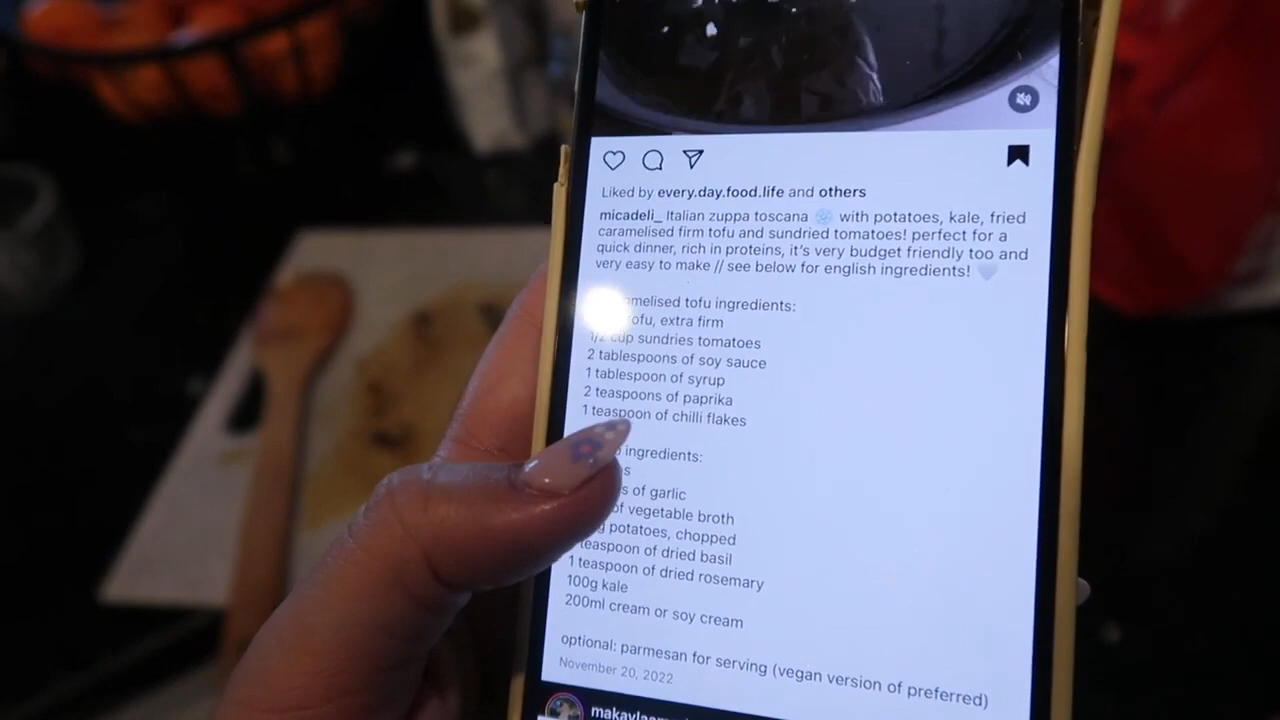 Liked by every.day.food.life and others
micadeli_ Italian zuppa toscana with potatoes, kale, fried
caramelised firm tofu and sundried tomatoes! perfect for a
quick dinner, rich in proteins, it's very budget friendly too and
very easy to make // see below for english ingredients!
tofu ingredients:
extra firm
1/2 cup sundries tomatoes
2 tablespoons of soy sauce
1 tablespoon of syrup
2 teaspoons of paprika
1 teaspoon of chilli flakes
ingredients:
of garlic
of vegetable broth
potatoes, chopped
teaspoon of dried basil
1 teaspoon of dried rosemary
100g kale
200ml cream or soy cream
optional: parmesan for serving (vegan version of preferred)
November 20, 2022